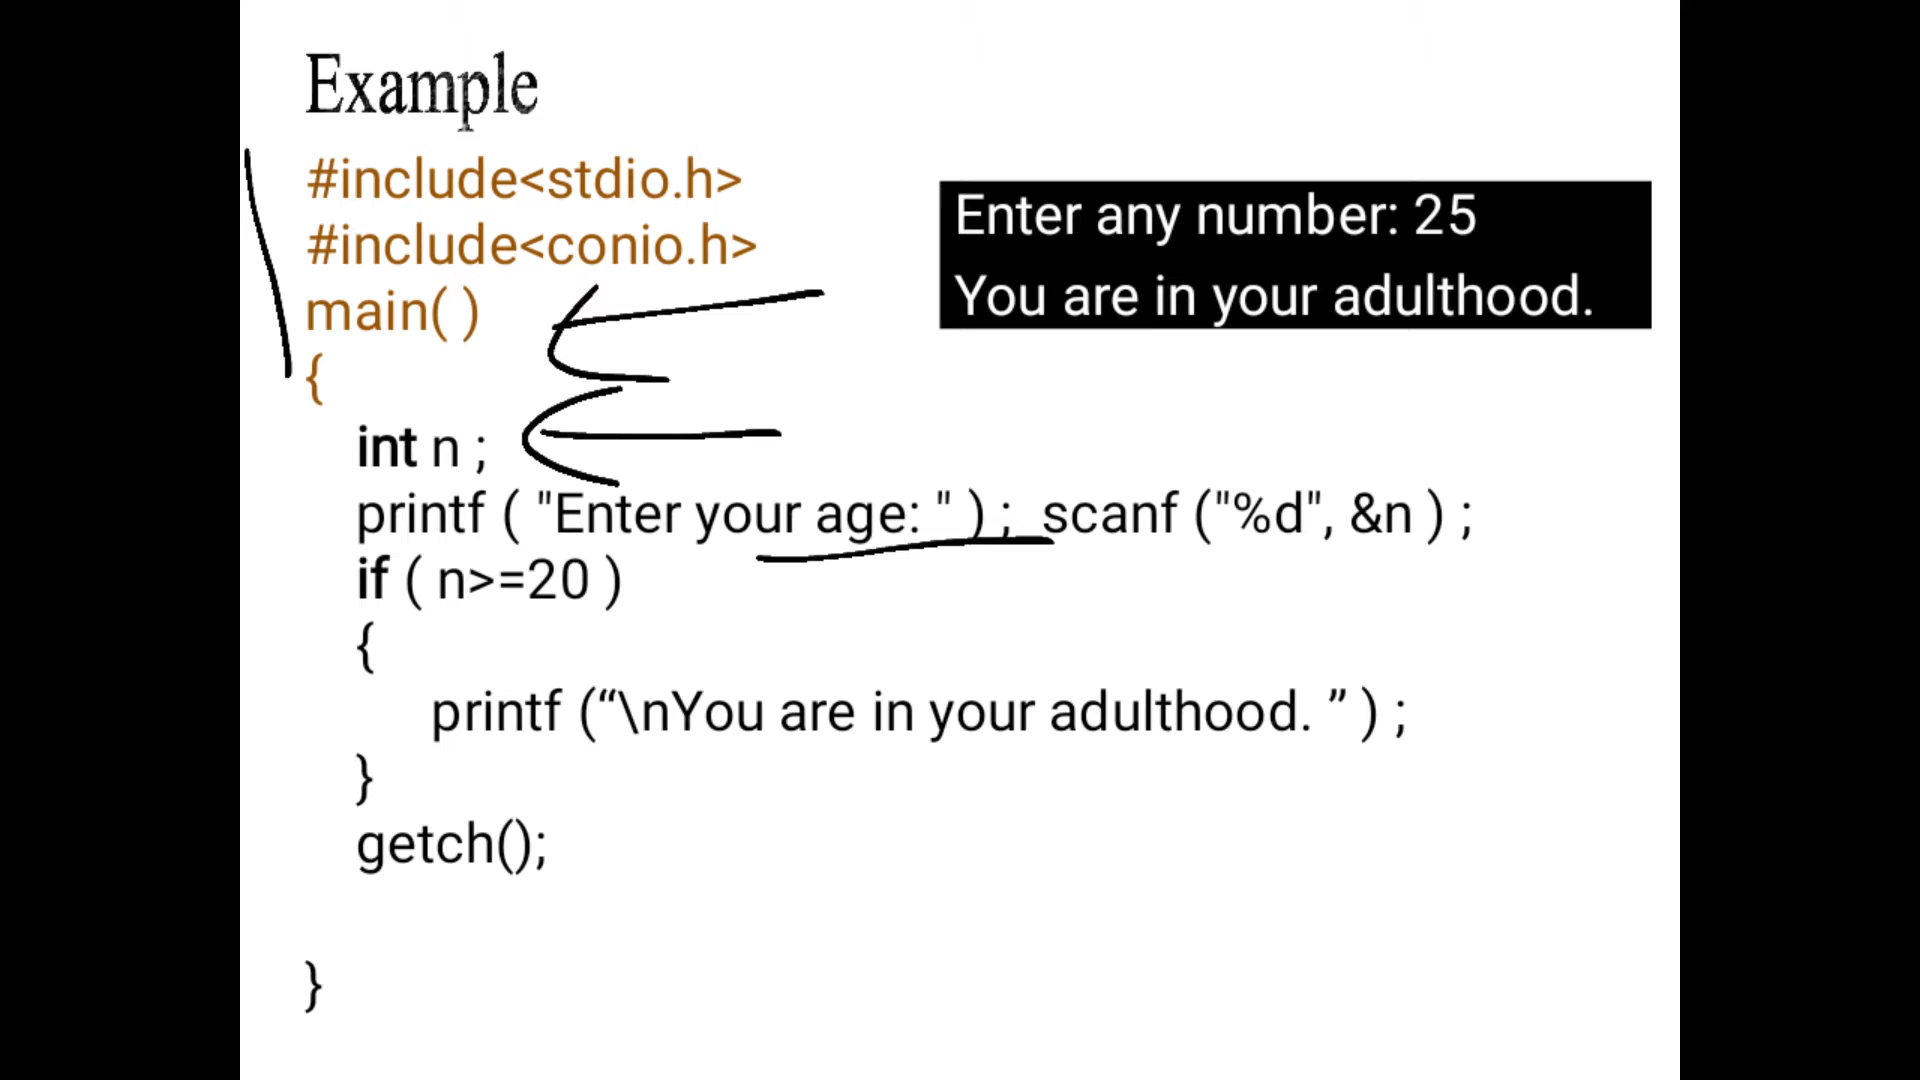 Example
#include<stdio.h>
#include<conio.h>
main( )
{
int n ;
printf ( "Enter your age: " ) ; scanf ("%d", &n ) ;
if ( n>=20 )
{
printf (“\nYou are in your adulthood. ” ) ;
}
getch();
}
Enter any number: 25
You are in your adulthood.